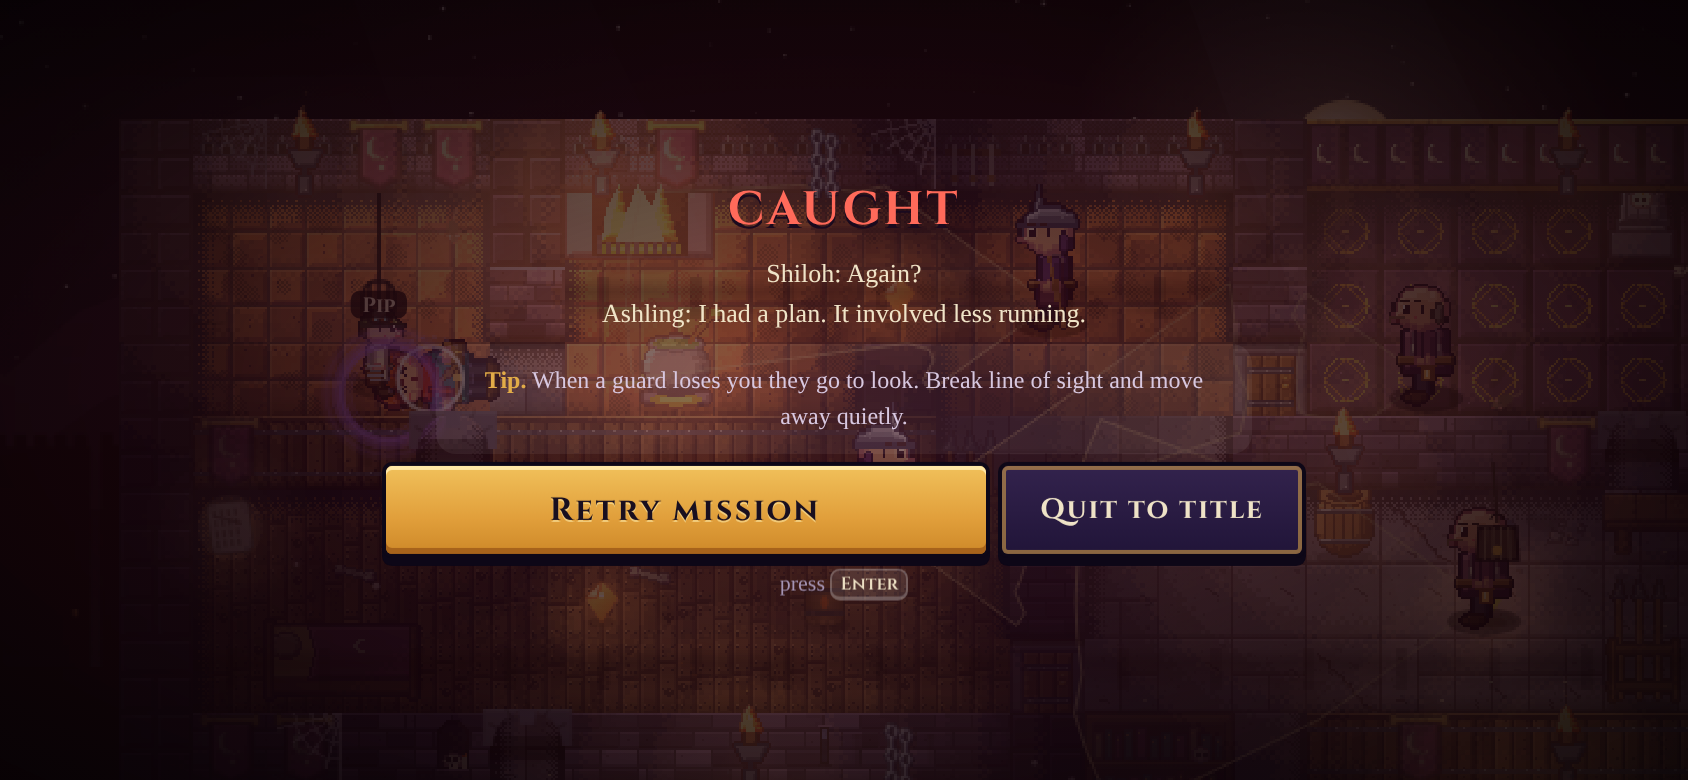 CAUGHT
Shiloh: Again?
PIP
Ashling: I had a plan. It involved less running.
Tip. When a guard loses you they go to look. Break line of sight and move
away quietly.
RETRY MISSION
QUIT TO TITLE
press ENTER